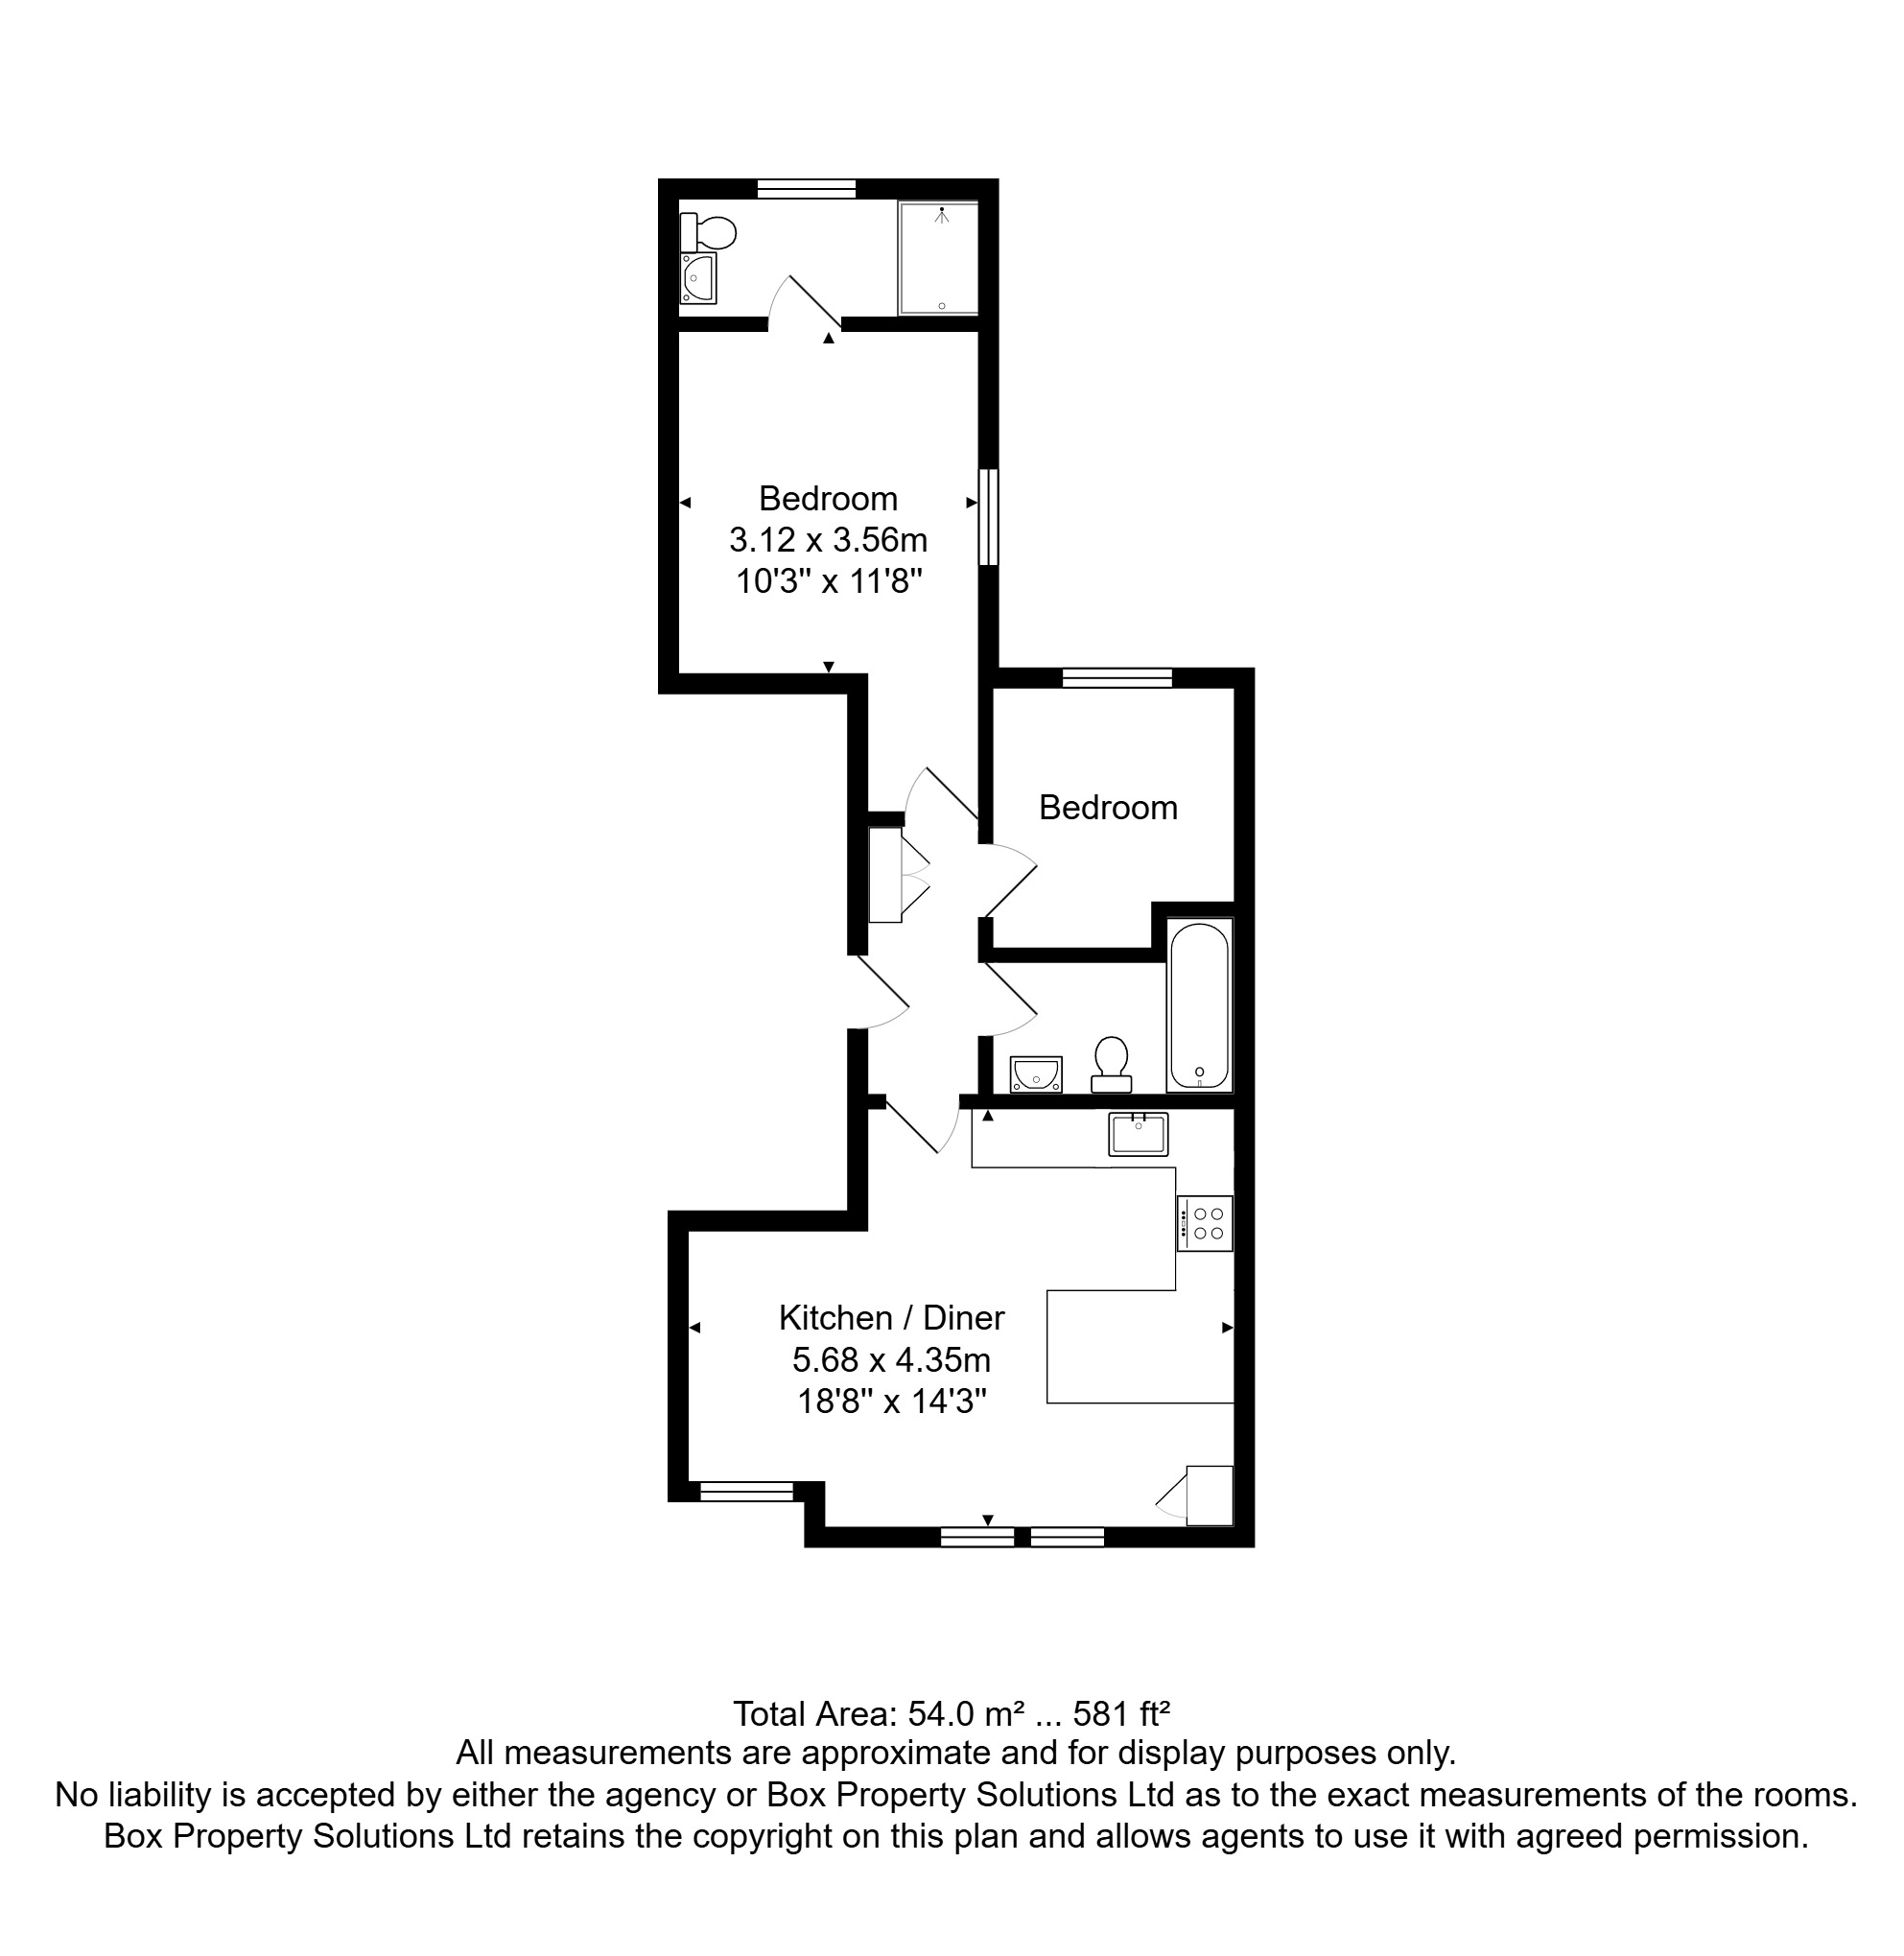 Bedroom
3.12 x 3.56m
10'3" x 11'8"
Bedroom
Kitchen / Diner
5.68 x 4.35m
18'8" x 14'3"
Total Area: 54.0 m² ... 581 ft²
All measurements are approximate and for display purposes only.
No liability is accepted by either the agency or Box Property Solutions Ltd as to the exact measurements of the rooms.
Box Property Solutions Ltd retains the copyright on this plan and allows agents to use it with agreed permission.